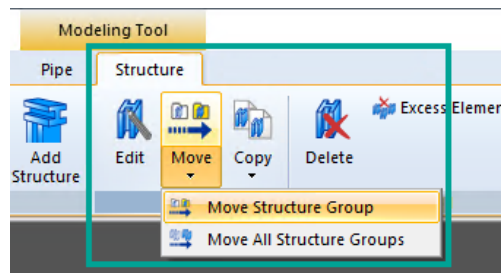 Modeling Tool
Pipe Structure
Add
Structure
Edit Move Copy Delete
Excess Elemen
Move Structure Group
Move All Structure Groups